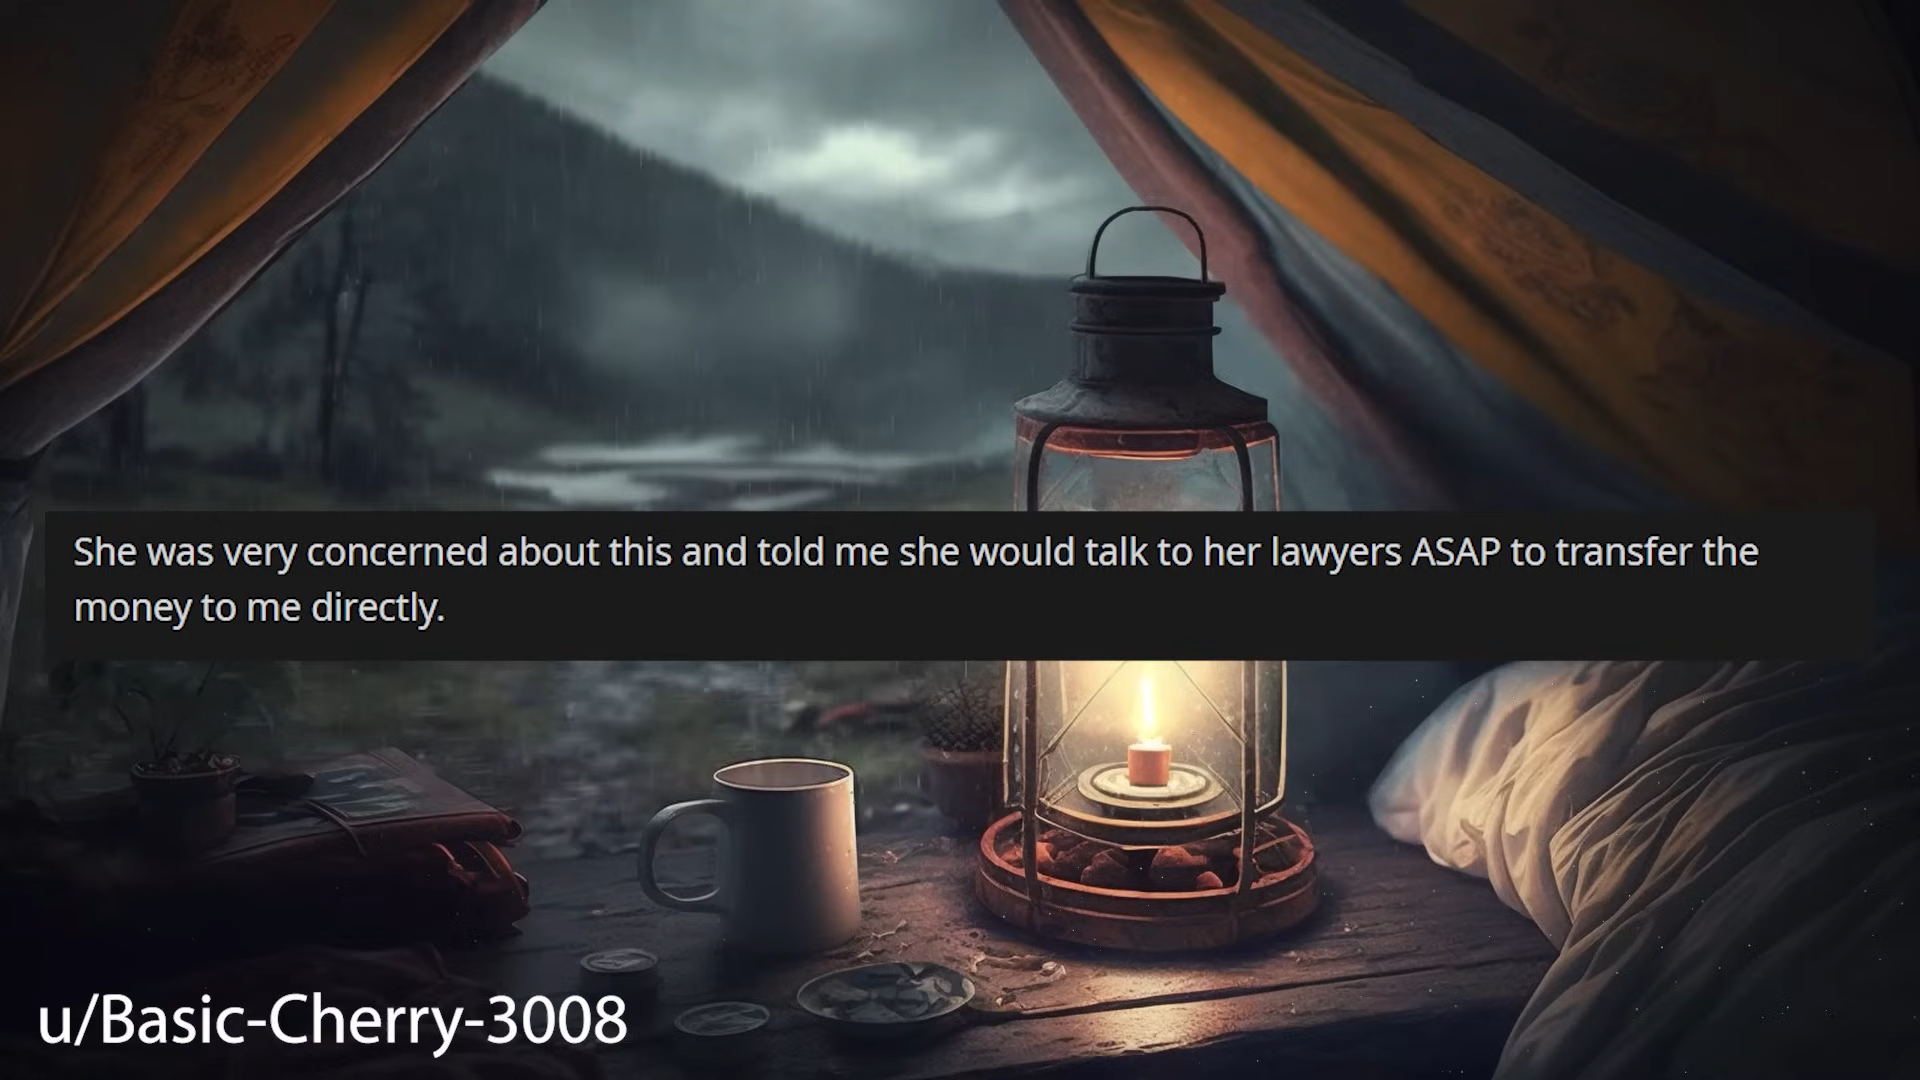 She was very concerned about this and told me she would talk to her lawyers ASAP to transfer the
money to me directly.
u/Basic-Cherry-3008